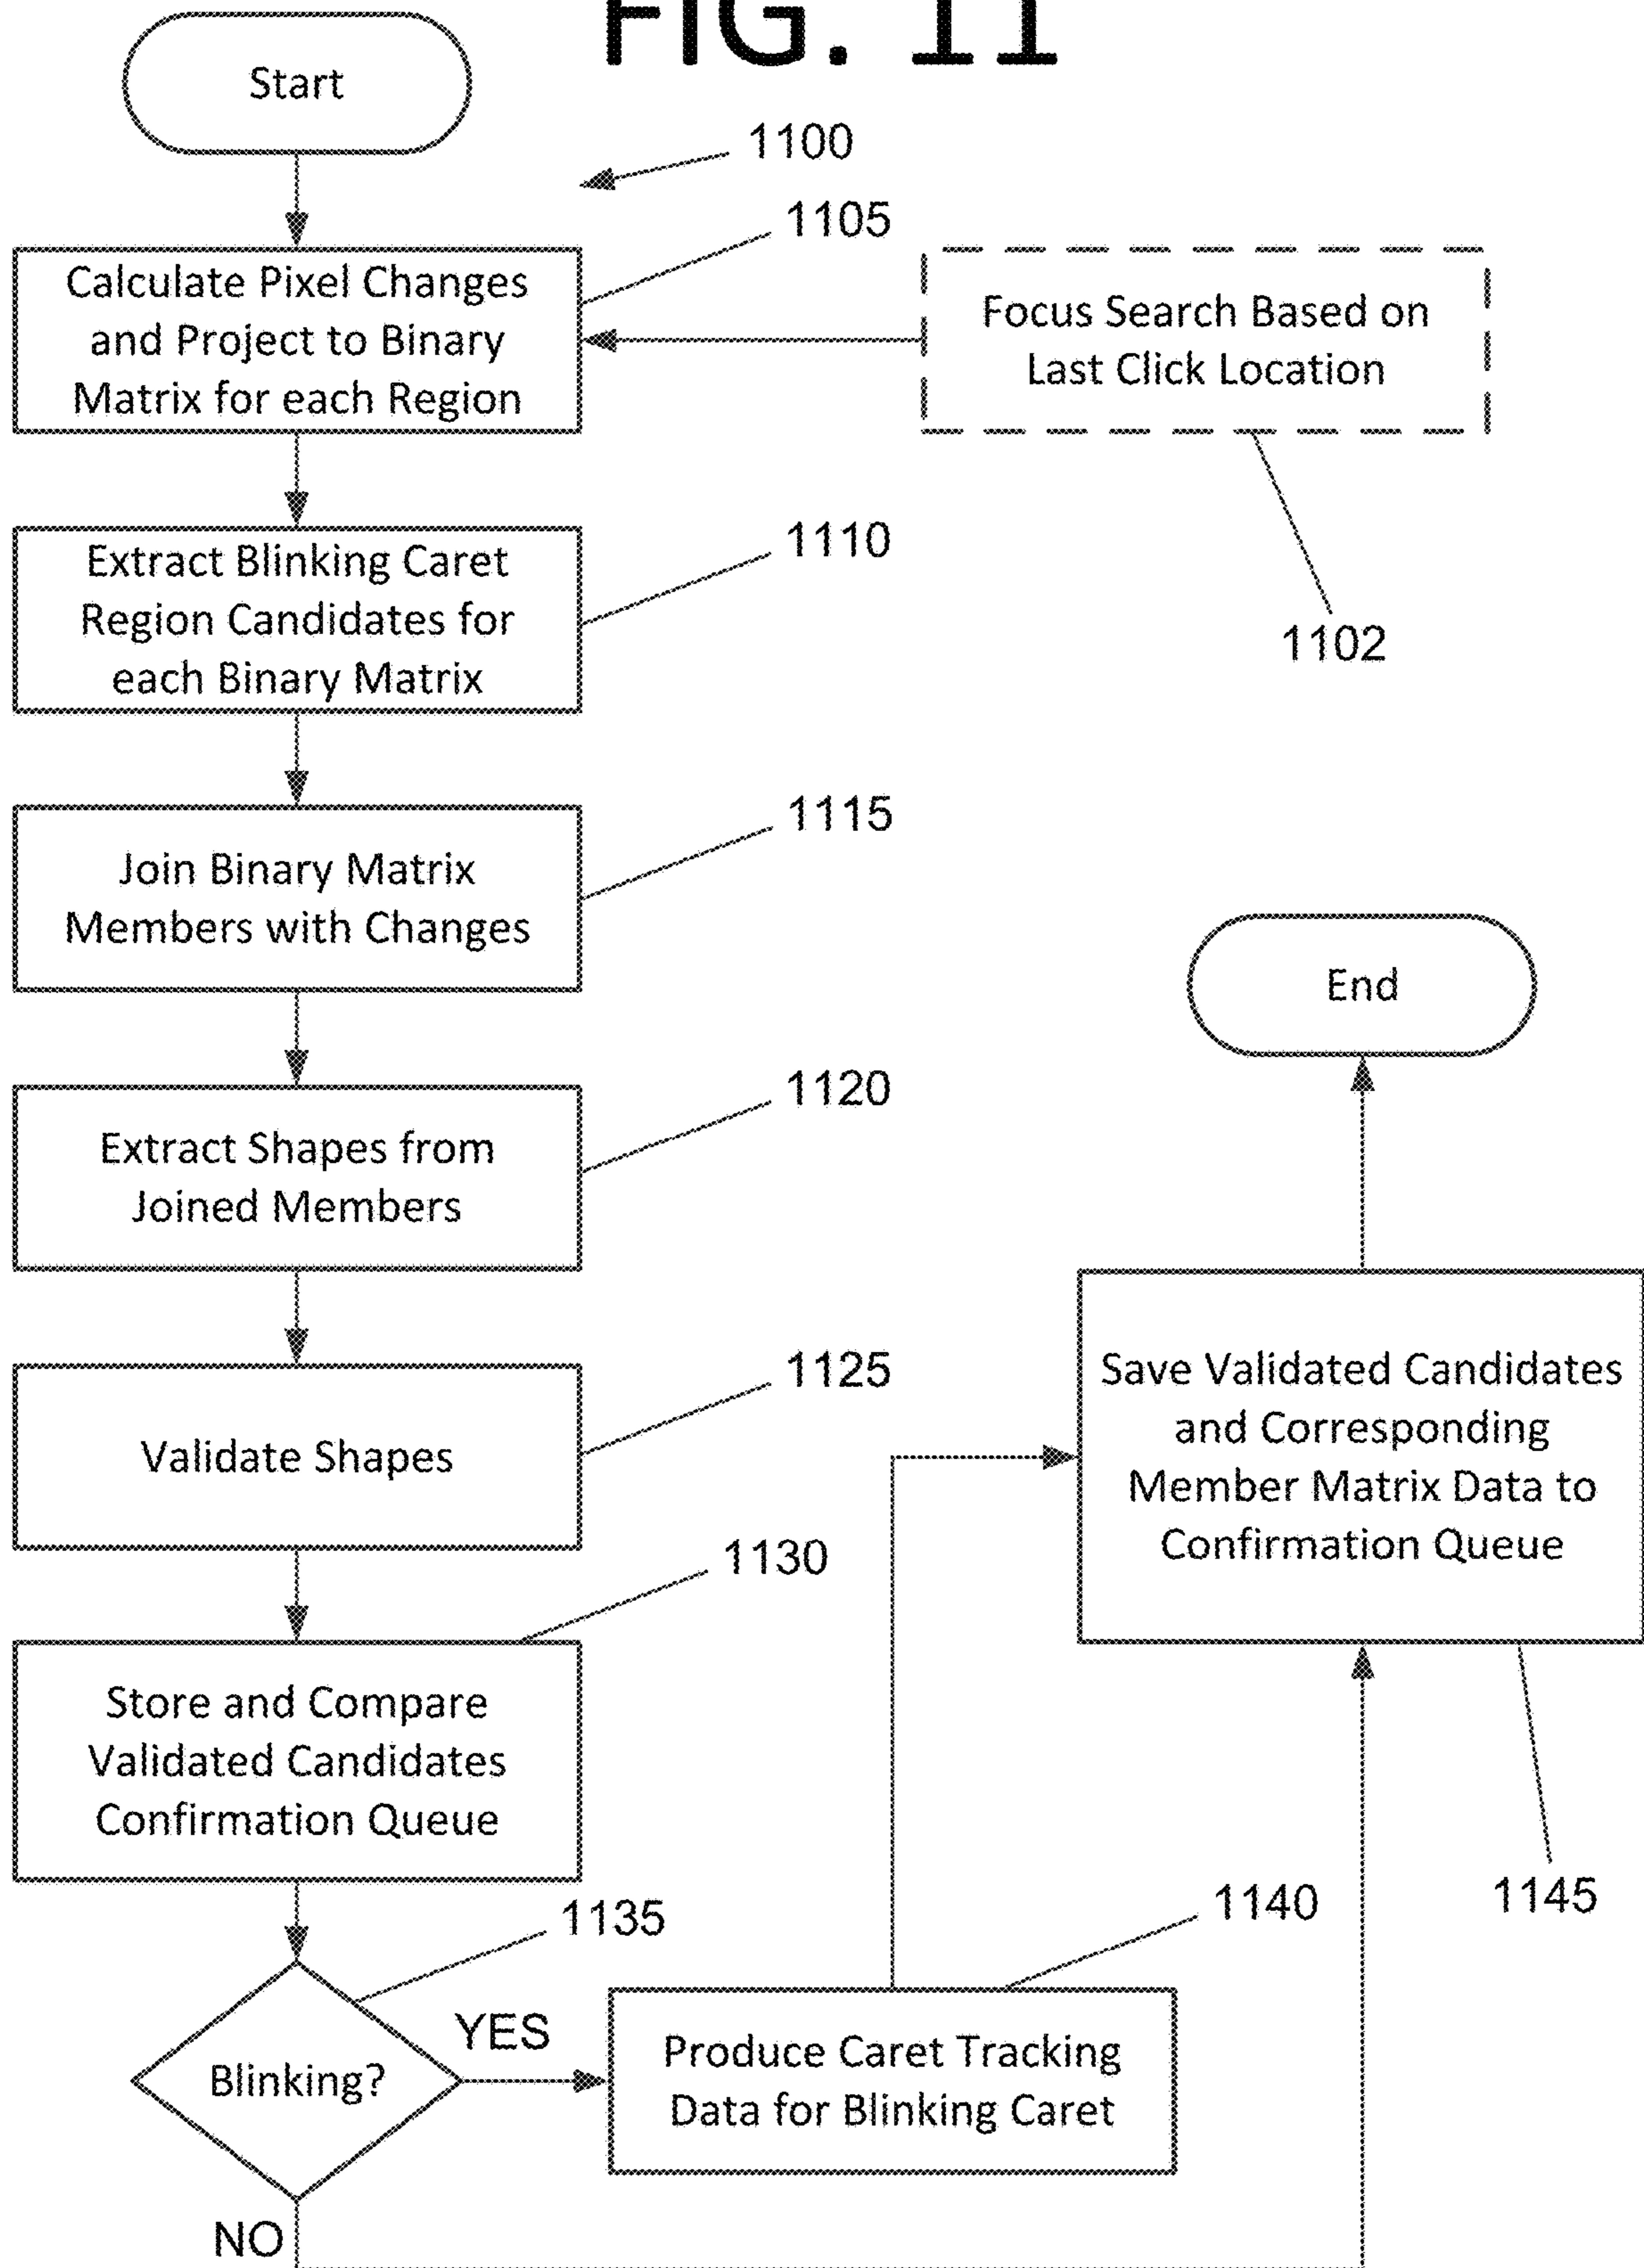 FIG. 11
Start
1100
1105
Calculate Pixel Changes
and Project to Binary
Matrix for each Region
Focus Search Based on
Last Click Location
1102
Extract Blinking Caret
Region Candidates for
each Binary Matrix
1110
Join Binary Matrix
Members with Changes
1115
Extract Shapes from
Joined Members
1120
Validate Shapes
1125
1130
Store and Compare
Validated Candidates
Confirmation Queue
1135
Blinking?
YES
NO
1140
Produce Caret Tracking
Data for Blinking Caret
Save Validated Candidates
and Corresponding
Member Matrix Data to
Confirmation Queue
1145
End